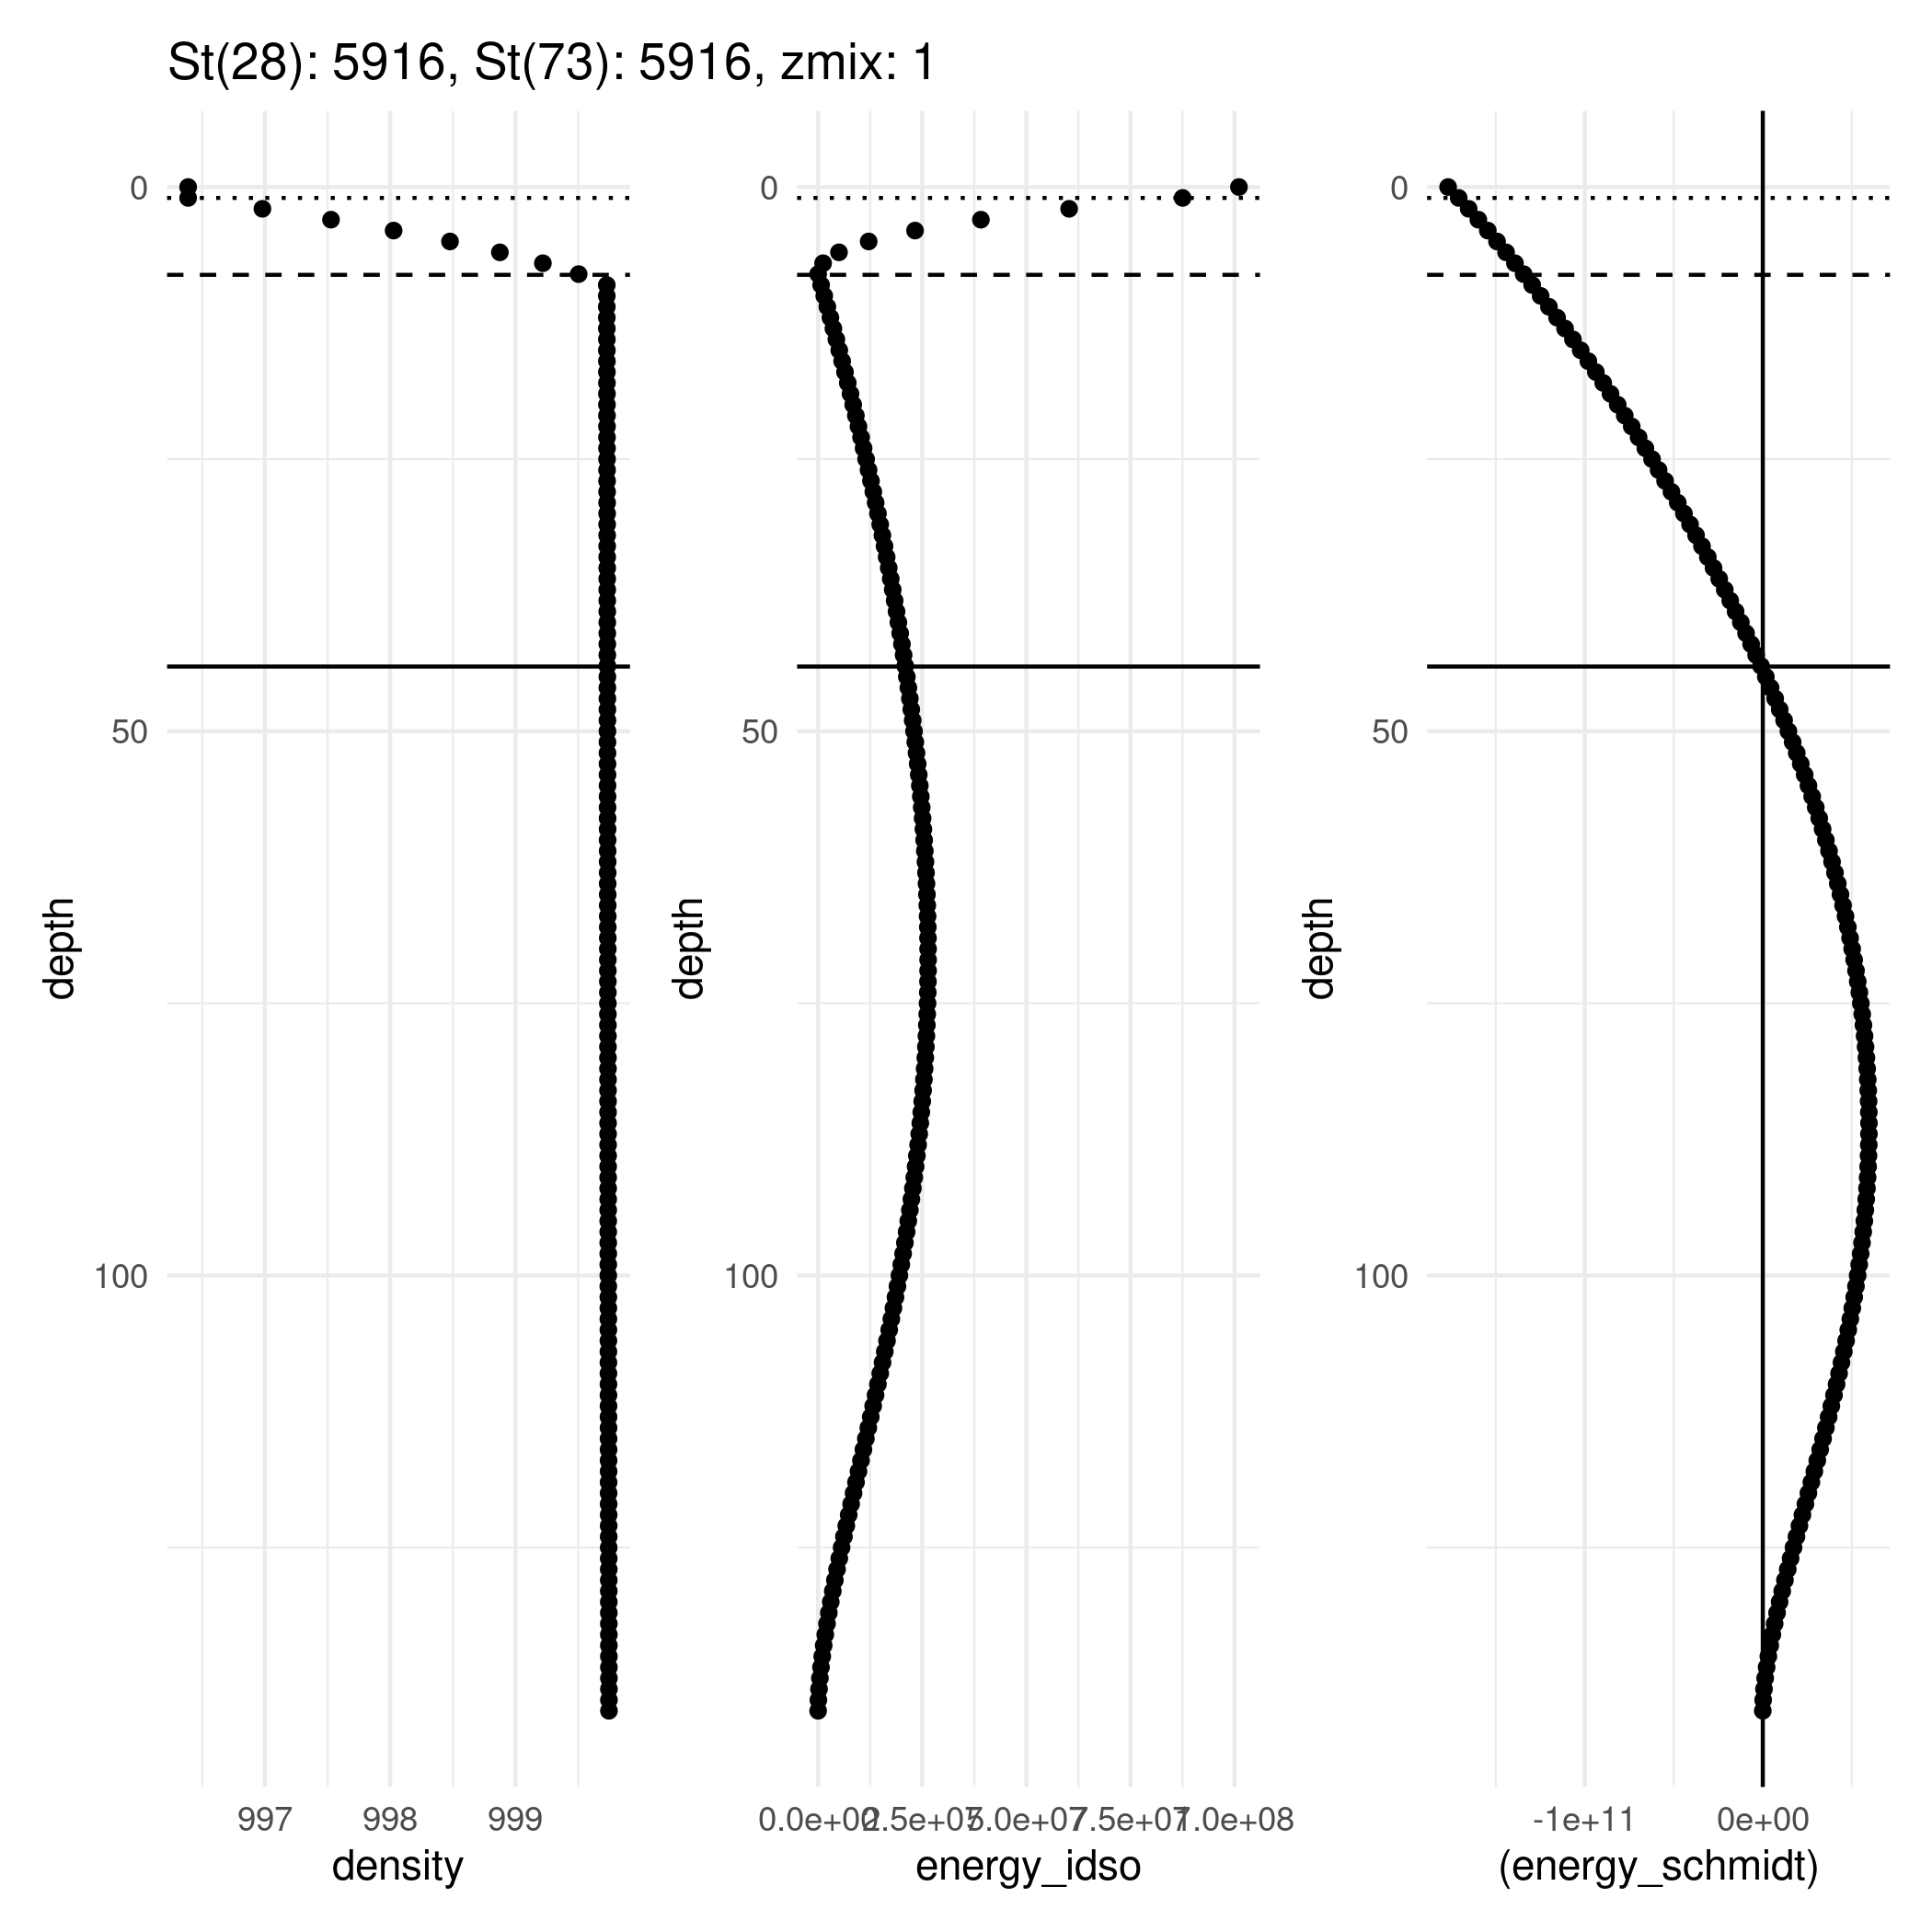 St(28): 5916, St(73): 5916, zmix: 1
depth
0
50
100
997 998 999
density
depth
0
50
100
0.0e+00 2.5e+07 5.0e+07 7.5e+07 1.0e+08
energy_idso
depth
0
50
100
-1e+11 0e+00
(energy_schmidt)